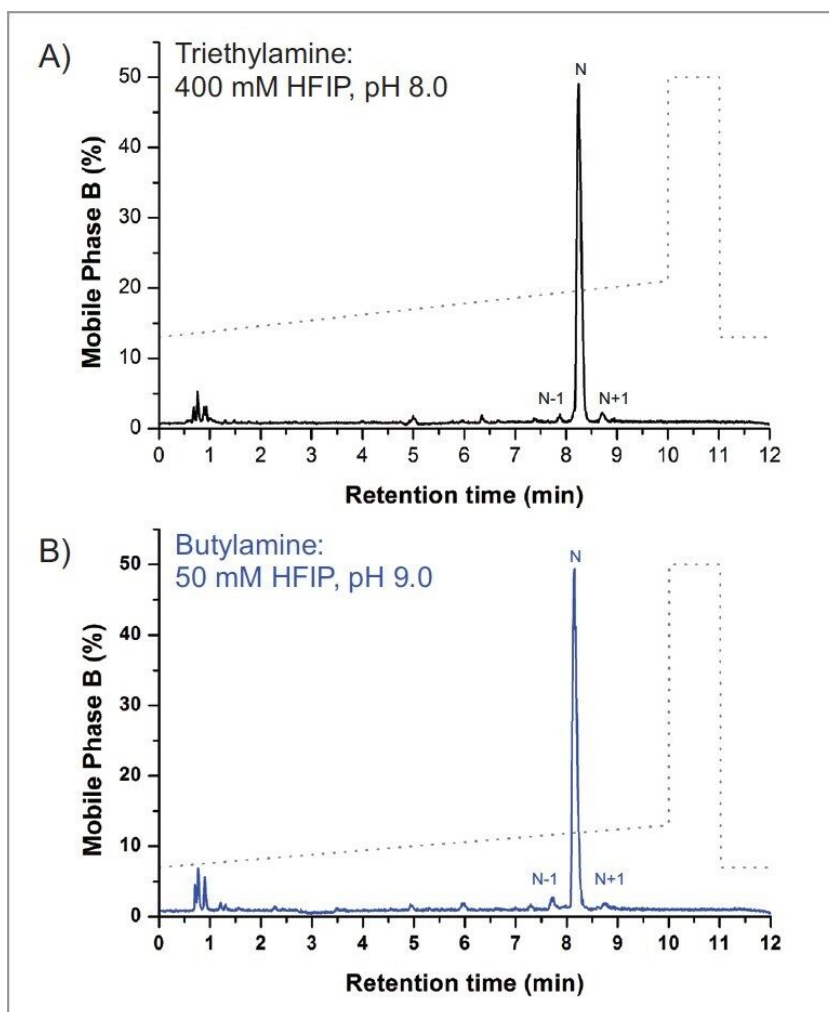 A)
Triethylamine:
400 mM HFIP, pH 8.0
N
N-1
N+1
Mobile Phase B (%)
50
40
30
20
10
0
0 1 2 3 4 5 6 7 8 9 10 11 12
Retention time (min)
B)
Butylamine:
50 mM HFIP, pH 9.0
N
N-1
N+1
Mobile Phase B (%)
50
40
30
20
10
0
0 1 2 3 4 5 6 7 8 9 10 11 12
Retention time (min)